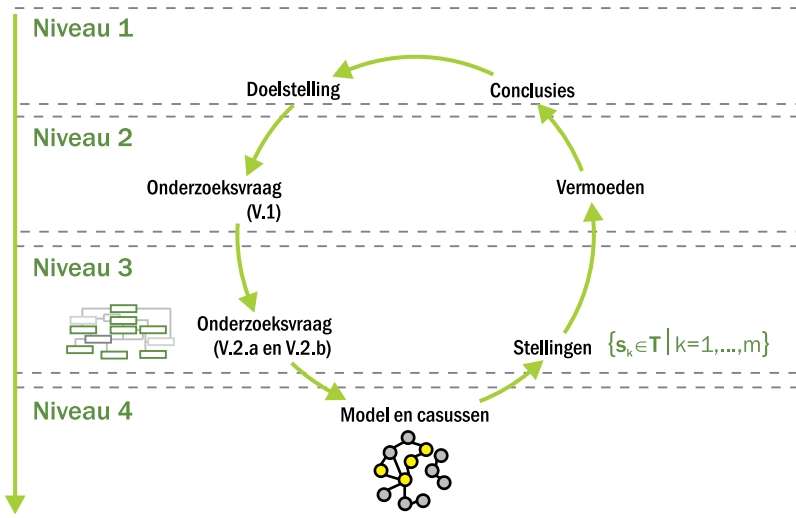 Niveau 1
Doelstelling
Conclusies
Niveau 2
Onderzoeksvraag
(V.1)
Vermoeden
Niveau 3
Onderzoeksvraag
(V.2.a en V.2.b)
Stellingen
{s_k ∈ T | k=1,...,m}
Niveau 4
Model en casussen